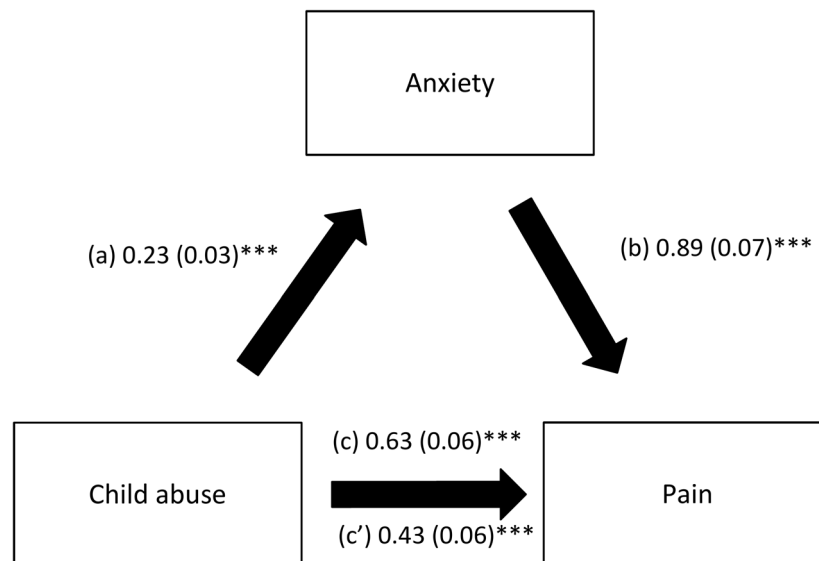 Anxiety
(a) 0.23 (0.03)***
(b) 0.89 (0.07)***
(c) 0.63 (0.06)***
Child abuse
Pain
(c’) 0.43 (0.06)***